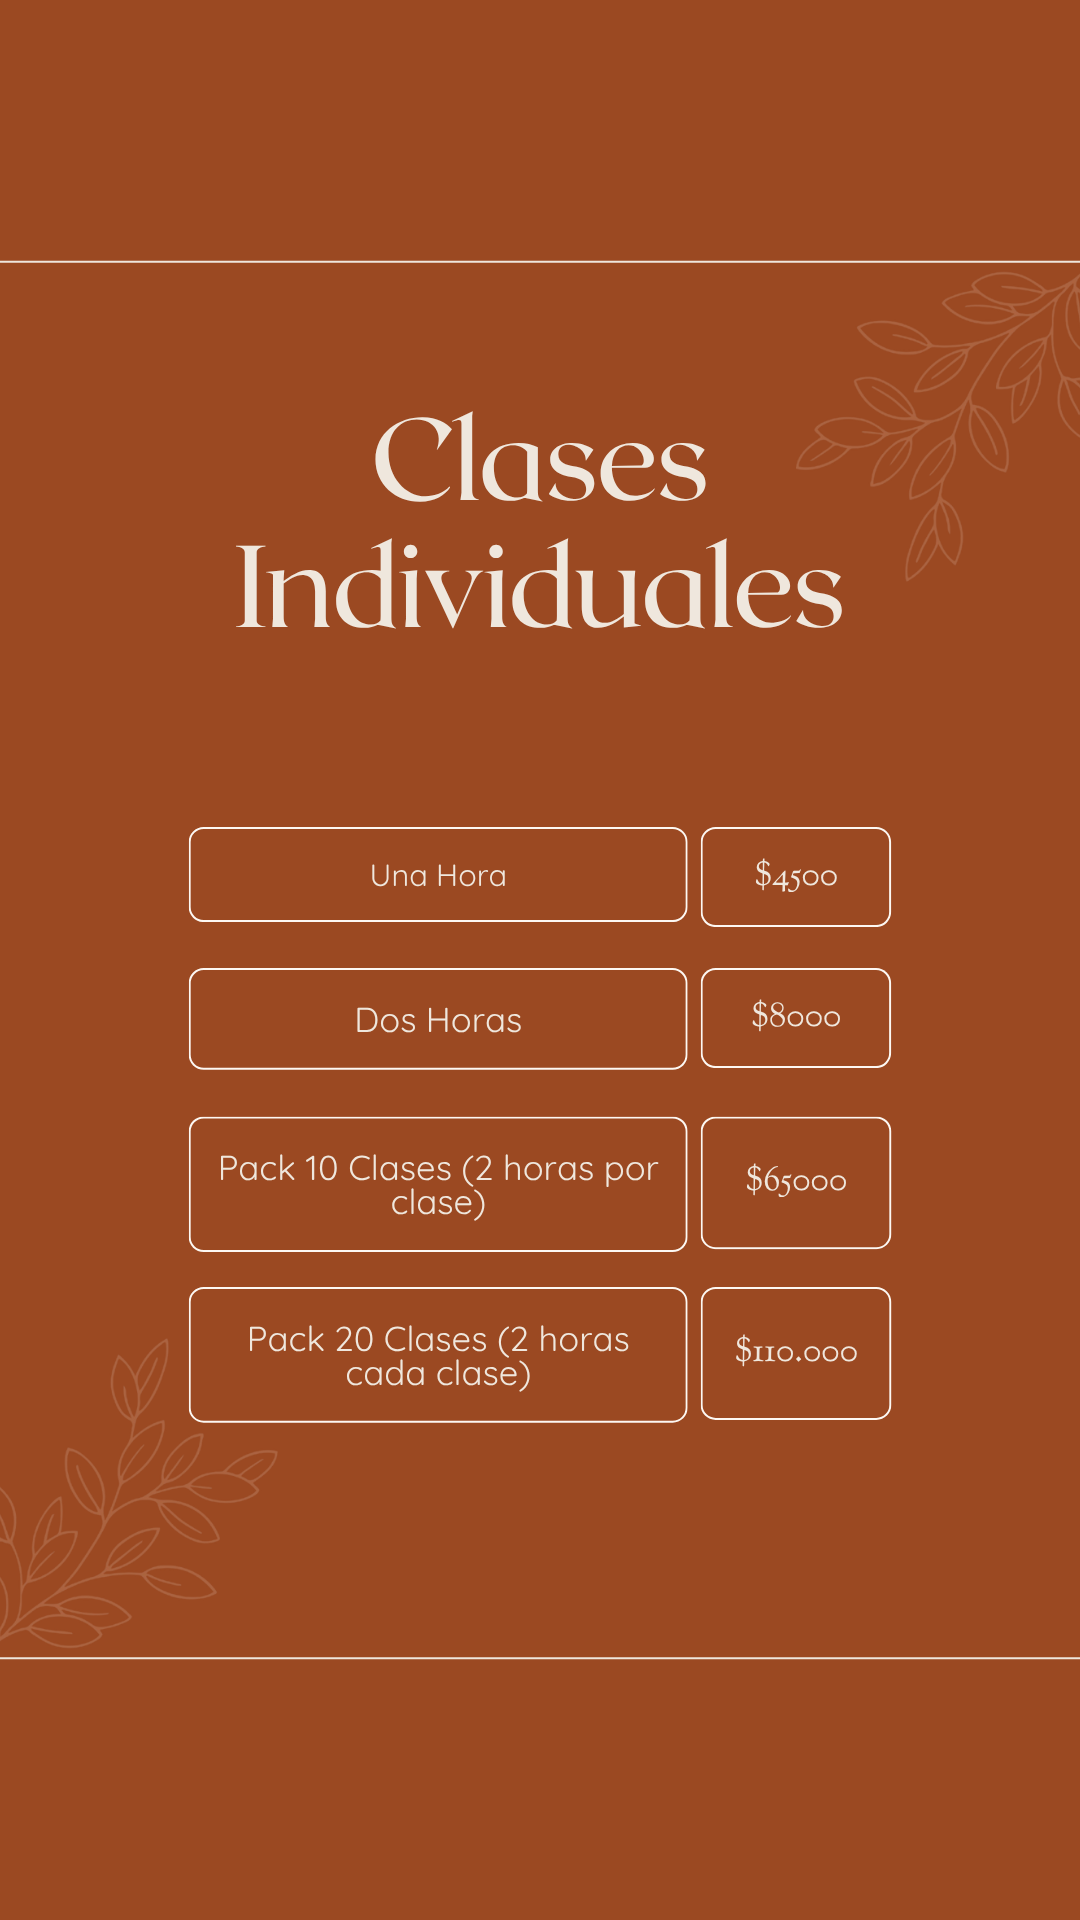 Clases
Individuales
Una Hora
$4500
Dos Horas
$8000
Pack 10 Clases (2 horas por
clase)
$65000
Pack 20 Clases (2 horas
cada clase)
$110.000